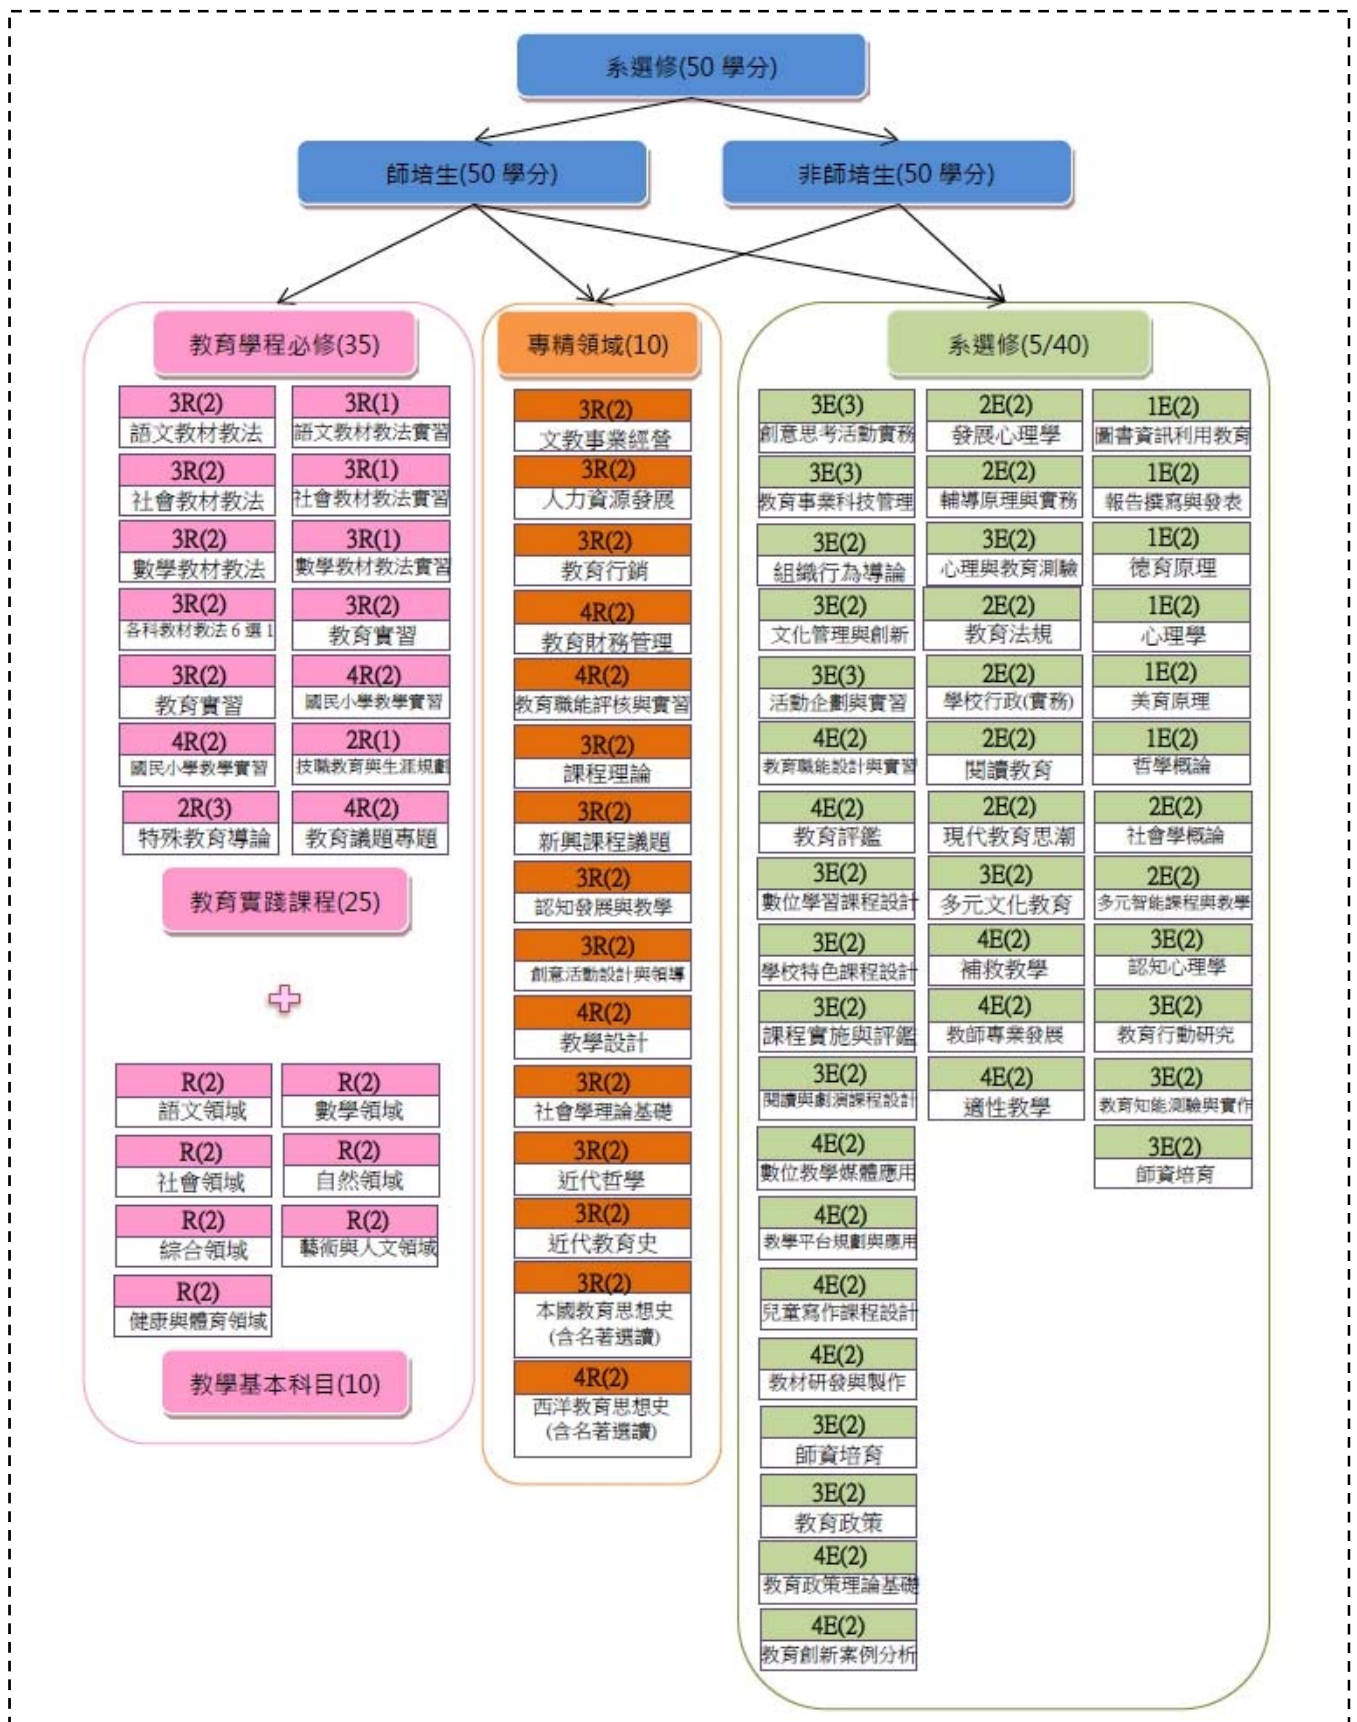 系選修(50 學分)
師培生(50 學分)
非師培生(50 學分)
教育學程必修(35)
3R(2)
語文教材教法
3R(1)
語文教材教法實習
3R(2)
社會教材教法
3R(1)
社會教材教法實習
3R(2)
數學教材教法
3R(1)
數學教材教法實習
3R(2)
各科教材教法 6 選 1
3R(2)
教育實習
3R(2)
教育實習
4R(2)
國民小學教學實習
4R(2)
國民小學教學實習
2R(1)
技職教育與生涯規劃
2R(3)
特殊教育導論
4R(2)
教育議題專題
教育實踐課程(25)
R(2)
語文領域
R(2)
數學領域
R(2)
社會領域
R(2)
自然領域
R(2)
綜合領域
R(2)
藝術與人文領域
R(2)
健康與體育領域
教學基本科目(10)
專精領域(10)
3R(2)
文教事業經營
3R(2)
人力資源發展
3R(2)
教育行銷
4R(2)
教育財務管理
4R(2)
教育職能評核與實習
3R(2)
課程理論
3R(2)
新興課程議題
3R(2)
認知發展與教學
3R(2)
創意活動設計與領導
4R(2)
教學設計
3R(2)
社會學理論基礎
3R(2)
近代哲學
3R(2)
近代教育史
3R(2)
本國教育思想史
(含名著選讀)
4R(2)
西洋教育思想史
(含名著選讀)
系選修(5/40)
3E(3)
創意思考活動實務
3E(3)
教育事業科技管理
3E(2)
組織行為導論
3E(2)
文化管理與創新
3E(3)
活動企劃與實習
4E(2)
教育職能設計與實習
4E(2)
教育評鑑
3E(2)
數位學習課程設計
3E(2)
學校特色課程設計
3E(2)
課程實施與評鑑
3E(2)
閱讀與劇演課程設計
4E(2)
數位教學媒體應用
4E(2)
教學平台規劃與應用
4E(2)
兒童寫作課程設計
4E(2)
教材研發與製作
3E(2)
師資培育
3E(2)
教育政策
4E(2)
教育政策理論基礎
4E(2)
教育創新案例分析
2E(2)
發展心理學
2E(2)
輔導原理與實務
3E(2)
心理與教育測驗
2E(2)
教育法規
2E(2)
學校行政(實務)
2E(2)
閱讀教育
2E(2)
現代教育思潮
3E(2)
多元文化教育
4E(2)
補救教學
4E(2)
教師專業發展
4E(2)
適性教學
1E(2)
圖書資訊利用教育
1E(2)
報告撰寫與發表
1E(2)
德育原理
1E(2)
心理學
1E(2)
美育原理
1E(2)
哲學概論
2E(2)
社會學概論
2E(2)
多元智能課程與教學
3E(2)
認知心理學
3E(2)
教育行動研究
3E(2)
教育知能測驗與實作
3E(2)
師資培育